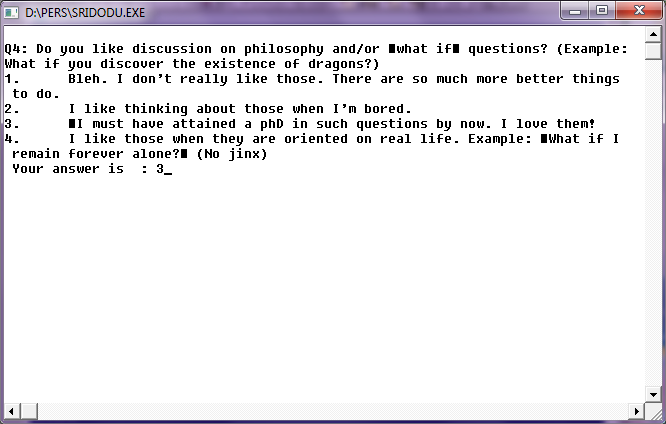 D:\PERS\SRIDODU.EXE
Q4: Do you like discussion on philosophy and/or ■what if■ questions? (Example:
What if you discover the existence of dragons?)
1. Bleh. I don't really like those. There are so much more better things
to do.
2. I like thinking about those when I'm bored.
3. ■I must have attained a phD in such questions by now. I love them!
4. I like those when they are oriented on real life. Example: ■What if I
remain forever alone?■ (No jinx)
Your answer is : 3_